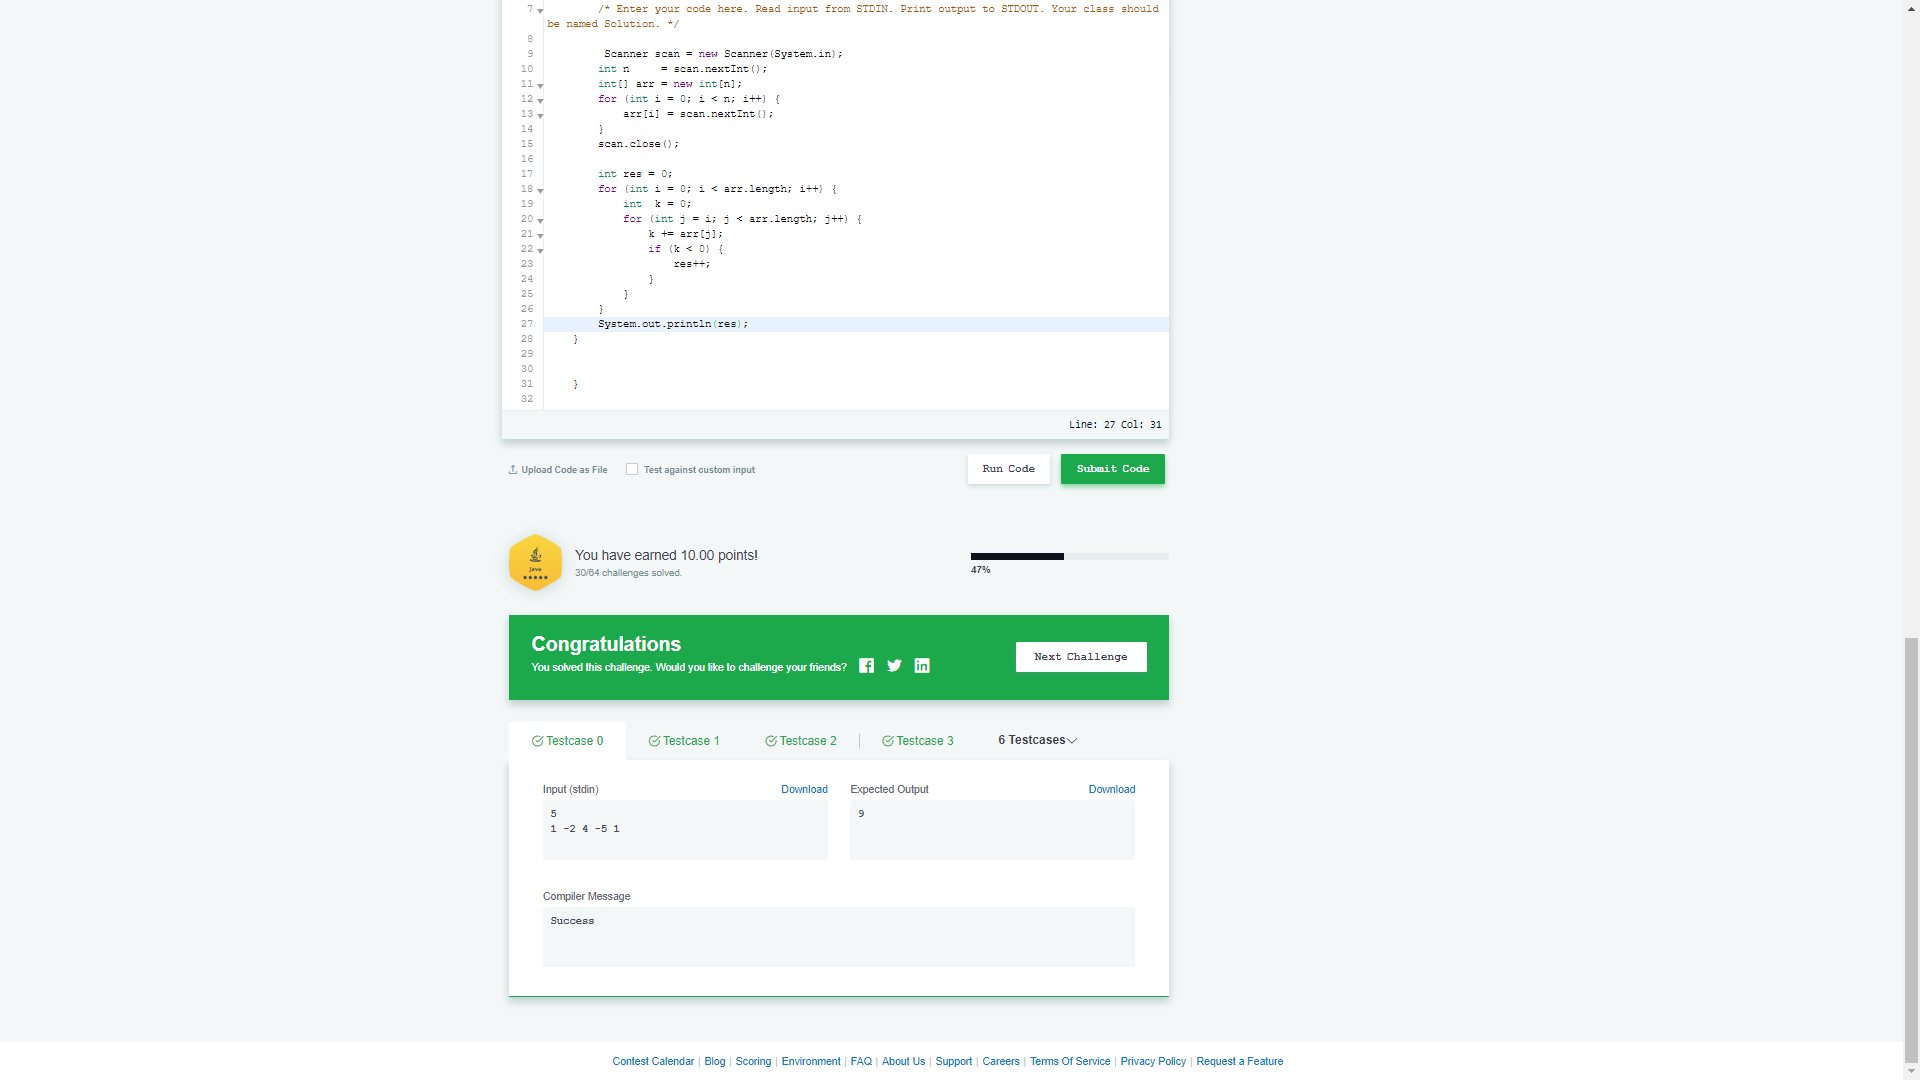 7 /* Enter your code here. Read input from STDIN. Print output to STDOUT. Your class should
be named Solution. */
8
9 Scanner scan = new Scanner(System.in);
10 int n     = scan.nextInt();
11 int[] arr = new int[n];
12 for (int i = 0; i < n; i++) {
13 arr[i] = scan.nextInt();
14 }
15 scan.close();
16
17 int res = 0;
18 for (int i = 0; i < arr.length; i++) {
19 int  k = 0;
20 for (int j = i; j < arr.length; j++) {
21 k += arr[j];
22 if (k < 0) {
23 res++;
24 }
25 }
26 }
27 System.out.println(res);
28 }
29
30
31 }
32
Line: 27 Col: 31
Upload Code as File Test against custom input Run Code Submit Code
java
You have earned 10.00 points!
30/64 challenges solved.
47%
Congratulations
You solved this challenge. Would you like to challenge your friends?
Next Challenge
Testcase 0 Testcase 1 Testcase 2 Testcase 3 6 Testcases
Input (stdin) Download Expected Output Download
5
1 -2 4 -5 1
9
Compiler Message
Success
Contest Calendar | Blog | Scoring | Environment | FAQ | About Us | Support | Careers | Terms Of Service | Privacy Policy | Request a Feature